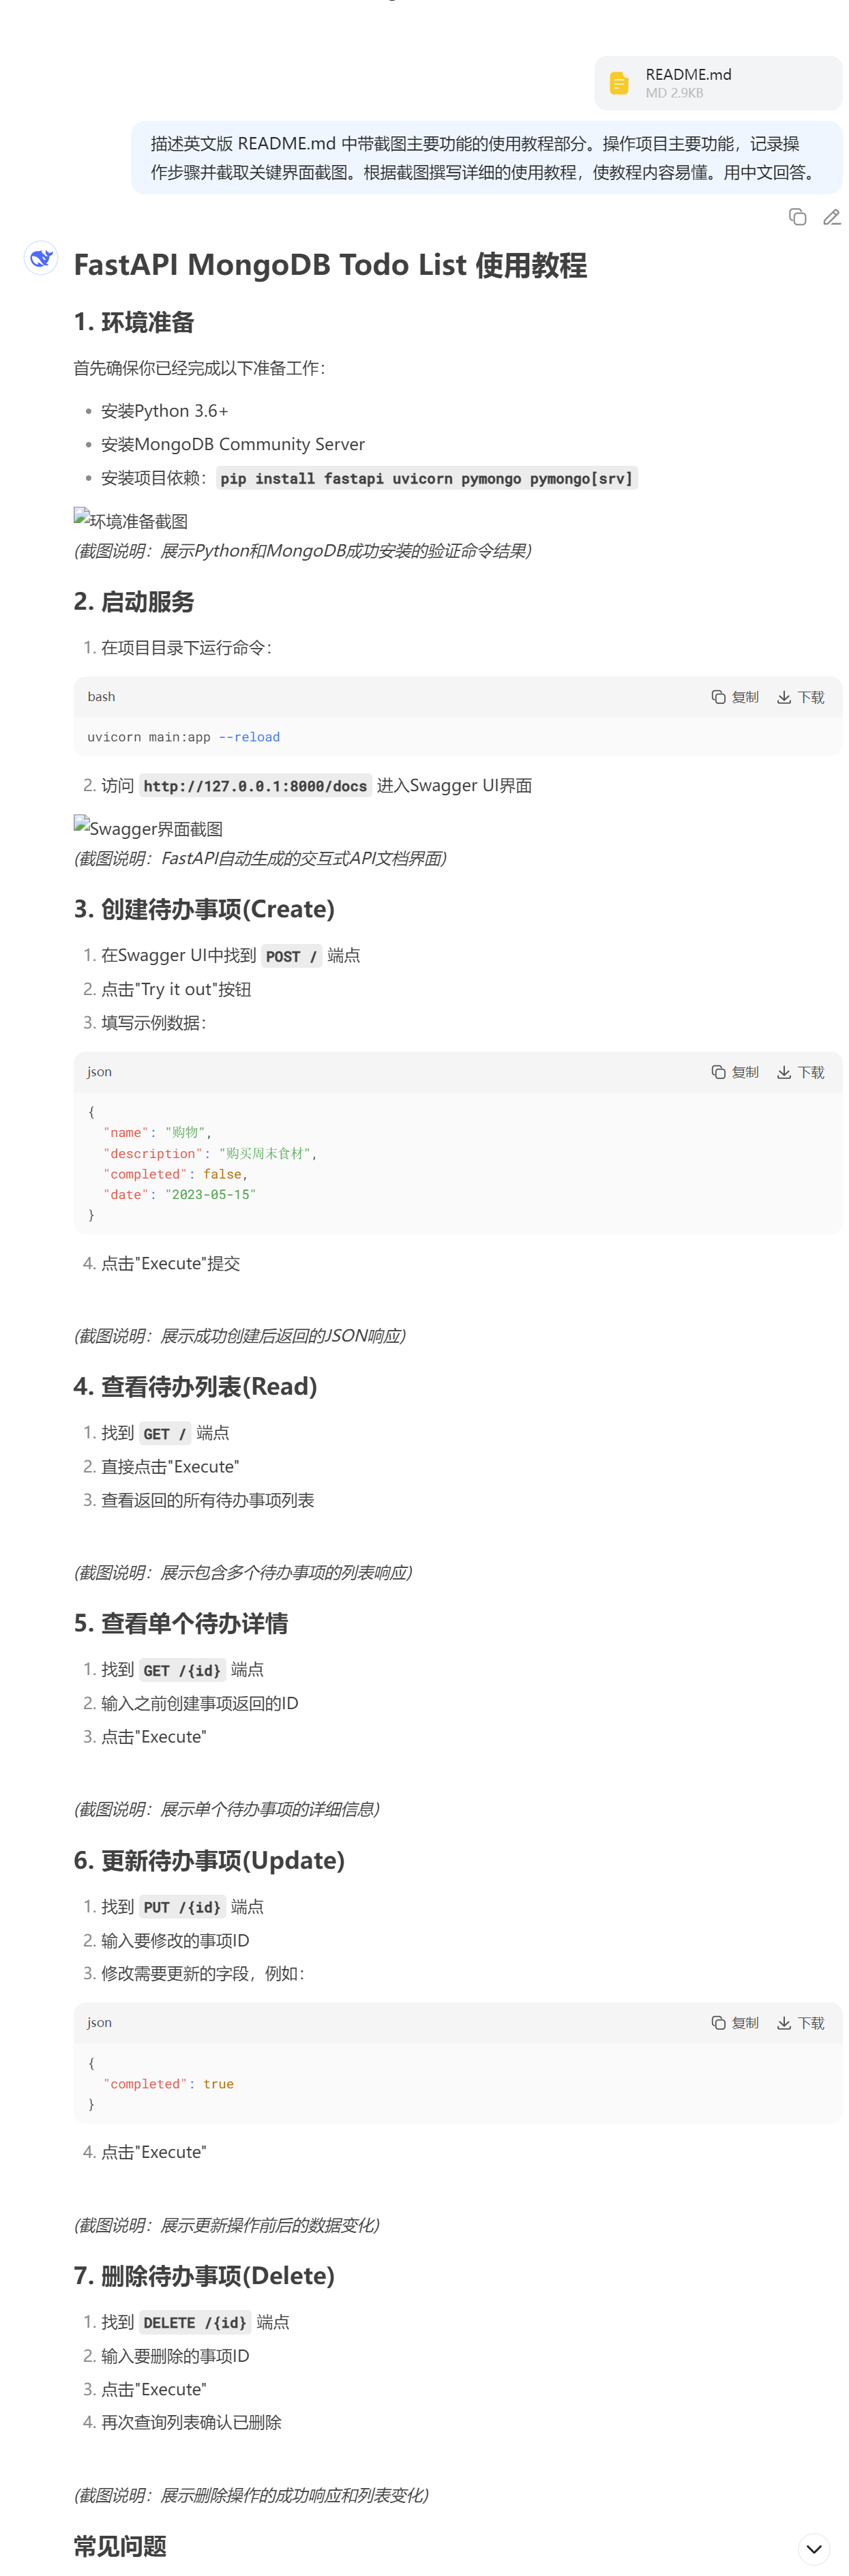 README.md
MD 2.9KB
描述英文版 README.md 中带截图主要功能的使用教程部分。操作项目主要功能，记录操
作步骤并截取关键界面截图。根据截图撰写详细的使用教程，使教程内容易懂。用中文回答。
FastAPI MongoDB Todo List 使用教程
1. 环境准备
首先确保你已经完成以下准备工作：
安装Python 3.6+
安装MongoDB Community Server
安装项目依赖：pip install fastapi uvicorn pymongo pymongo[srv]
环境准备截图
(截图说明：展示Python和MongoDB成功安装的验证命令结果)
2. 启动服务
1. 在项目目录下运行命令：
bash 复制 下载
uvicorn main:app --reload
2. 访问 http://127.0.0.1:8000/docs 进入Swagger UI界面
Swagger界面截图
(截图说明：FastAPI自动生成的交互式API文档界面)
3. 创建待办事项(Create)
1. 在Swagger UI中找到 POST / 端点
2. 点击"Try it out"按钮
3. 填写示例数据：
json 复制 下载
{
"name": "购物",
"description": "购买周末食材",
"completed": false,
"date": "2023-05-15"
}
4. 点击"Execute"提交
(截图说明：展示成功创建后返回的JSON响应)
4. 查看待办列表(Read)
1. 找到 GET / 端点
2. 直接点击"Execute"
3. 查看返回的所有待办事项列表
(截图说明：展示包含多个待办事项的列表响应)
5. 查看单个待办详情
1. 找到 GET /{id} 端点
2. 输入之前创建事项返回的ID
3. 点击"Execute"
(截图说明：展示单个待办事项的详细信息)
6. 更新待办事项(Update)
1. 找到 PUT /{id} 端点
2. 输入要修改的事项ID
3. 修改需要更新的字段，例如：
json 复制 下载
{
"completed": true
}
4. 点击"Execute"
(截图说明：展示更新操作前后的数据变化)
7. 删除待办事项(Delete)
1. 找到 DELETE /{id} 端点
2. 输入要删除的事项ID
3. 点击"Execute"
4. 再次查询列表确认已删除
(截图说明：展示删除操作的成功响应和列表变化)
常见问题